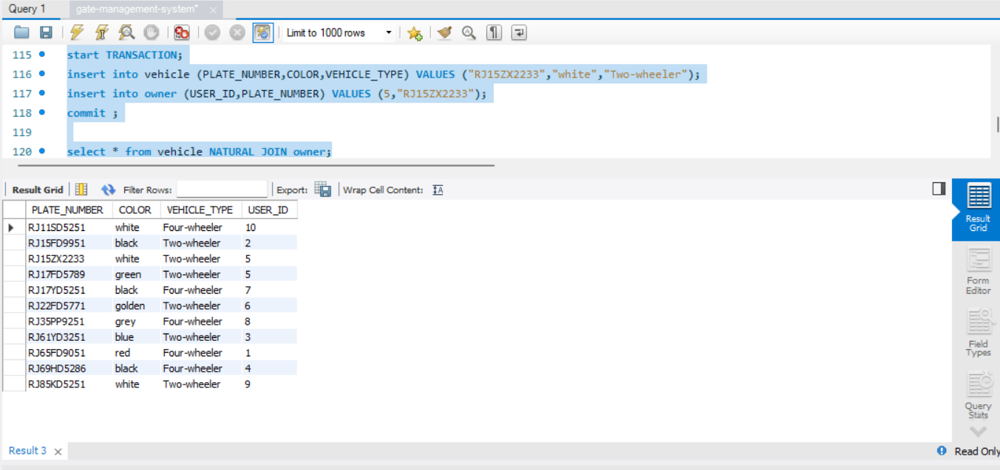 Query 1 gate-management-system*
Limit to 1000 rows
115 start TRANSACTION;
116 insert into vehicle (PLATE_NUMBER,COLOR,VEHICLE_TYPE) VALUES ("RJ15ZX2233","white","Two-wheeler");
117 insert into owner (USER_ID,PLATE_NUMBER) VALUES (5,"RJ15ZX2233");
118 commit ;
119
120 select * from vehicle NATURAL JOIN owner;
Result Grid Filter Rows: Export: Wrap Cell Content:
PLATE_NUMBER COLOR VEHICLE_TYPE USER_ID
RJ11SD5251 white Four-wheeler 10
RJ15FD9951 black Two-wheeler 2
RJ15ZX2233 white Two-wheeler 5
RJ17FD5789 green Two-wheeler 5
RJ17YD5251 black Four-wheeler 7
RJ22FD5771 golden Two-wheeler 6
RJ35PP9251 grey Four-wheeler 8
RJ61YD3251 blue Two-wheeler 3
RJ65FD9051 red Four-wheeler 1
RJ69HD5286 black Four-wheeler 4
RJ85KD5251 white Two-wheeler 9
Result
Grid
Form
Editor
Field
Types
Query
Stats
Result 3 Read Only